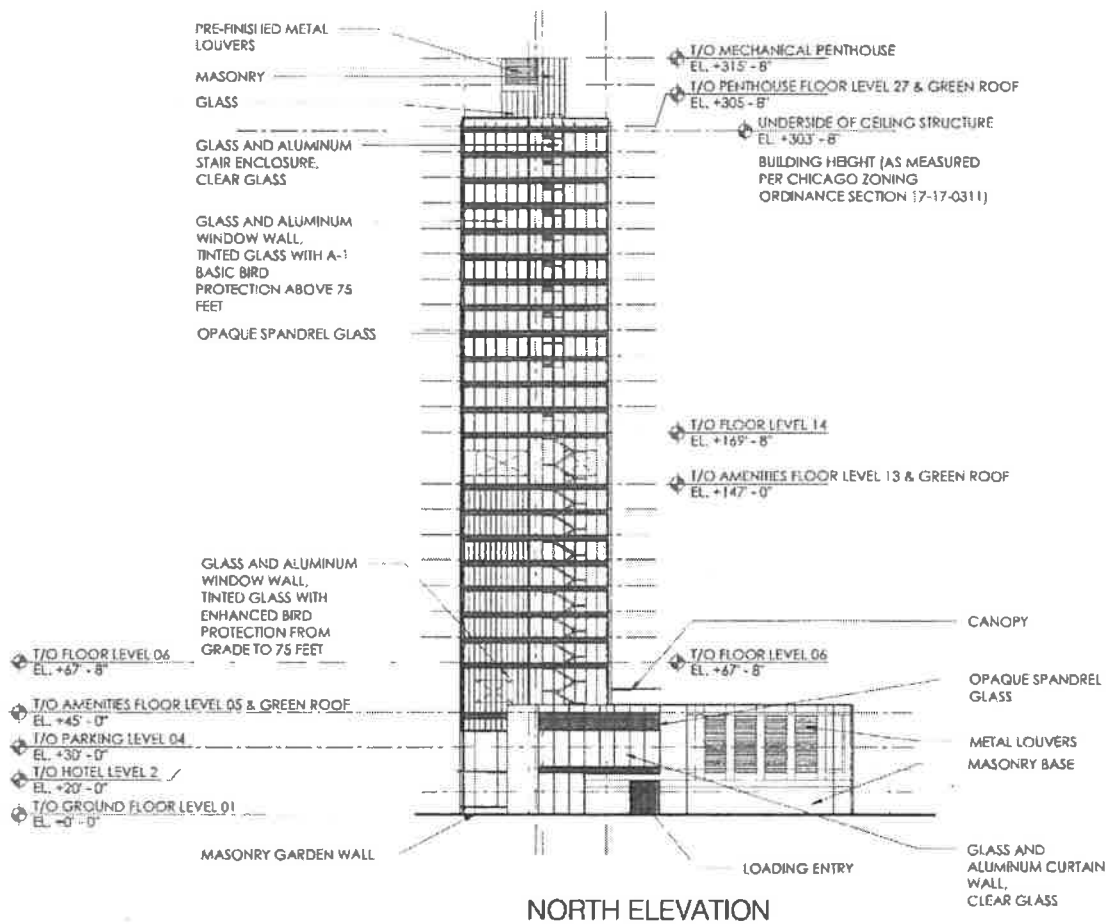 PRE-FINISHED METAL
LOUVERS
MASONRY
GLASS
GLASS AND ALUMINUM
STAIR ENCLOSURE,
CLEAR GLASS
GLASS AND ALUMINUM
WINDOW WALL,
TINTED GLASS WITH A-1
BASIC BIRD
PROTECTION ABOVE 75
FEET
OPAQUE SPANDREL GLASS
T/O MECHANICAL PENTHOUSE
EL. +315' - 8"
T/O PENTHOUSE FLOOR LEVEL 27 & GREEN ROOF
EL. +305 - 8"
UNDERSIDE OF CEILING STRUCTURE
EL. +303' - 8"
BUILDING HEIGHT (AS MEASURED
PER CHICAGO ZONING
ORDINANCE SECTION 17-17-0311)
T/O FLOOR LEVEL 14
EL. +169' - 8"
T/O AMENITIES FLOOR LEVEL 13 & GREEN ROOF
EL. +147' - 0"
GLASS AND ALUMINUM
WINDOW WALL,
TINTED GLASS WITH
ENHANCED BIRD
PROTECTION FROM
GRADE TO 75 FEET
T/O FLOOR LEVEL 06
EL. +67' - 8"
T/O AMENITIES FLOOR LEVEL 05 & GREEN ROOF
EL. +45' - 0"
T/O PARKING LEVEL 04
EL. +30' - 0"
T/O HOTEL LEVEL 2
EL. +20' - 0"
T/O GROUND FLOOR LEVEL 01
EL. +0' - 0"
T/O FLOOR LEVEL 06
EL. +67' - 8"
CANOPY
OPAQUE SPANDREL
GLASS
METAL LOUVERS
MASONRY BASE
MASONRY GARDEN WALL
LOADING ENTRY
GLASS AND
ALUMINUM CURTAIN
WALL,
CLEAR GLASS
NORTH ELEVATION